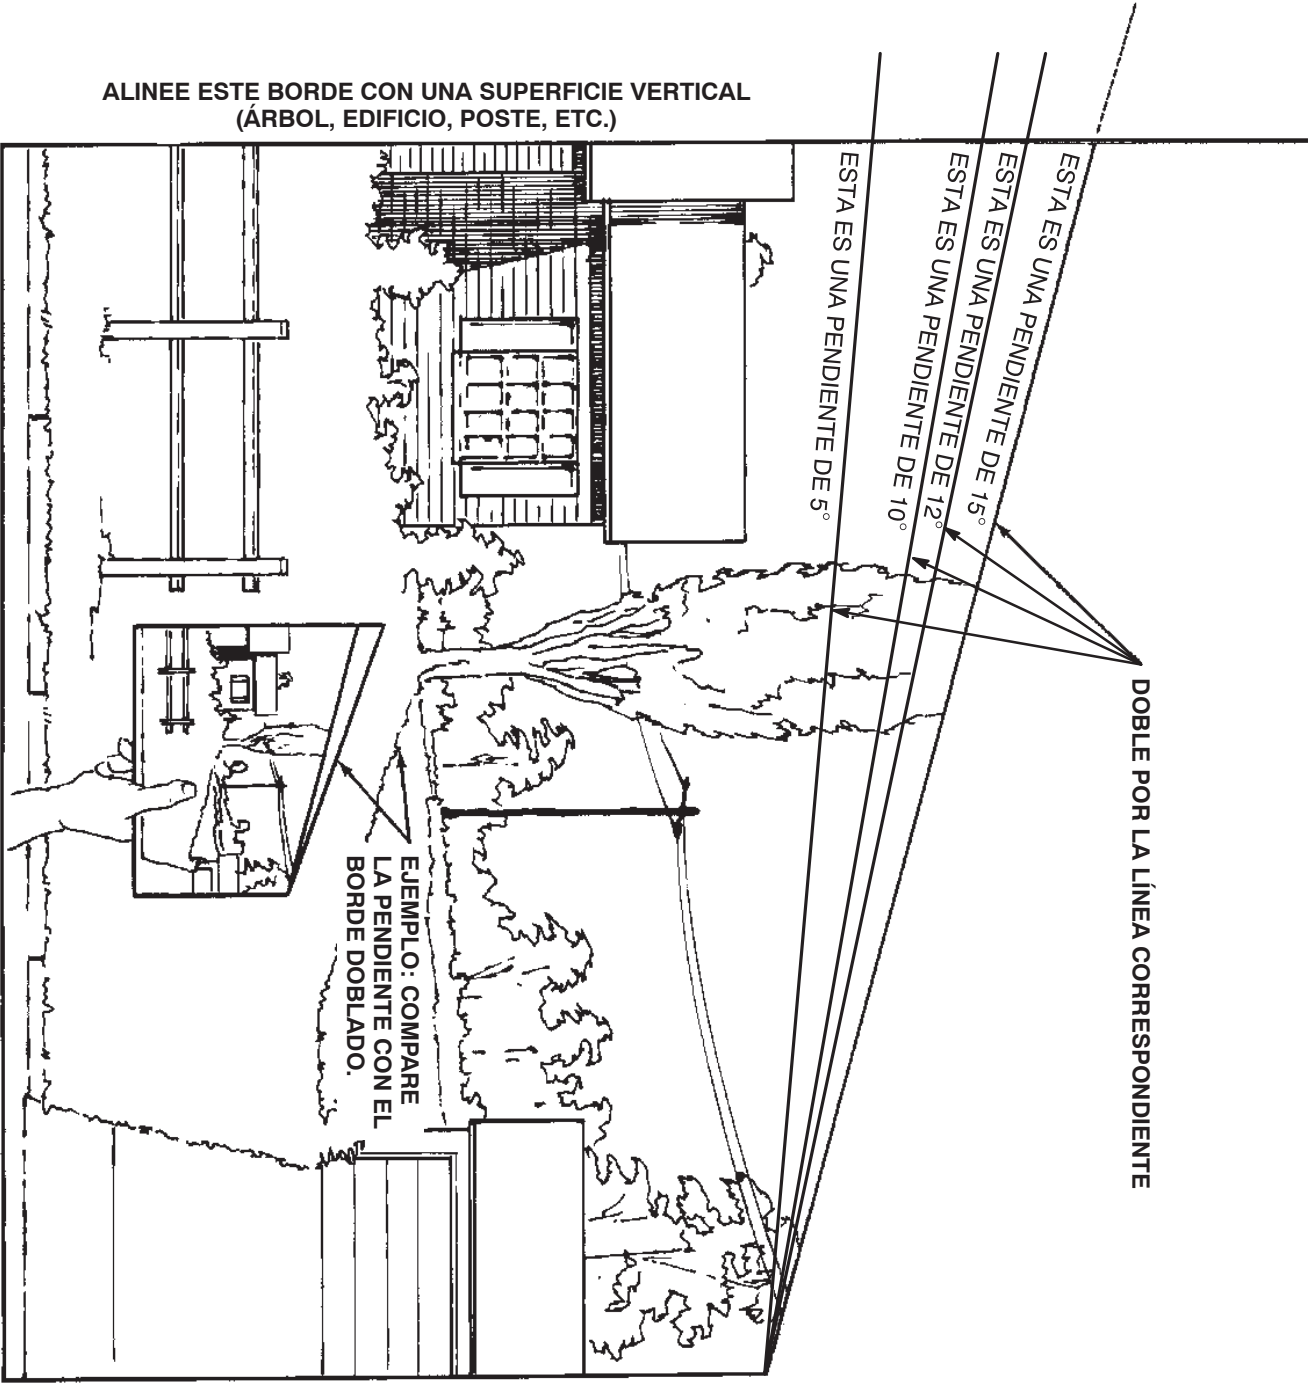 ALINEE ESTE BORDE CON UNA SUPERFICIE VERTICAL
(ÁRBOL, EDIFICIO, POSTE, ETC.)
ESTA ES UNA PENDIENTE DE 15°
ESTA ES UNA PENDIENTE DE 12°
ESTA ES UNA PENDIENTE DE 10°
ESTA ES UNA PENDIENTE DE 5°
DOBLE POR LA LÍNEA CORRESPONDIENTE
EJEMPLO: COMPARE
LA PENDIENTE CON EL
BORDE DOBLADO.